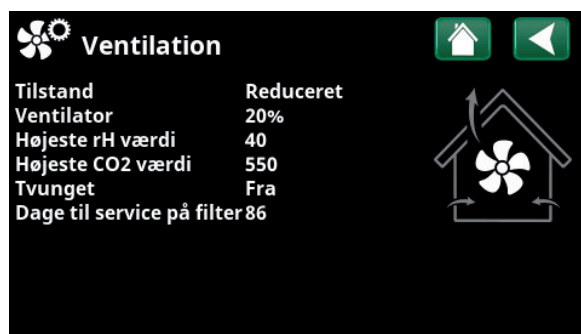 Ventilation
Tilstand Reduceret
Ventilator 20%
Højeste rH værdi 40
Højeste CO2 værdi 550
Tvunget Fra
Dage til service på filter 86